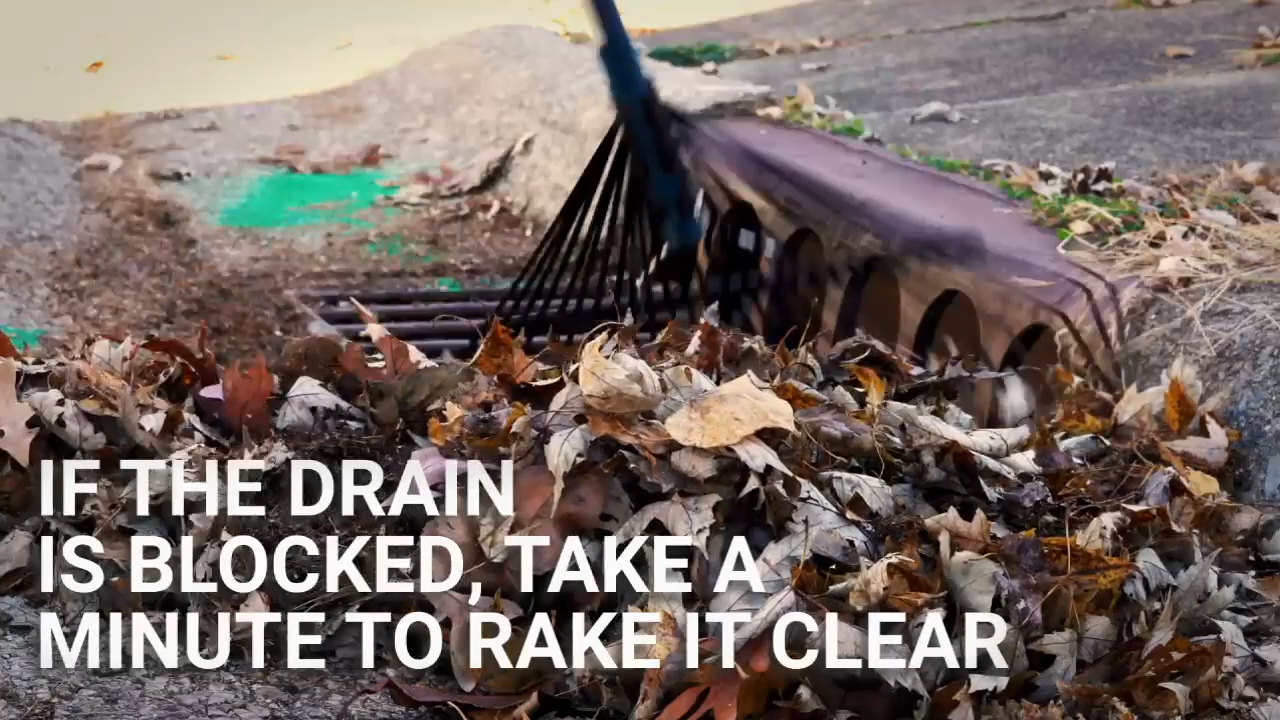 IF THE DRAIN
IS BLOCKED, TAKE A
MINUTE TO RAKE IT CLEAR